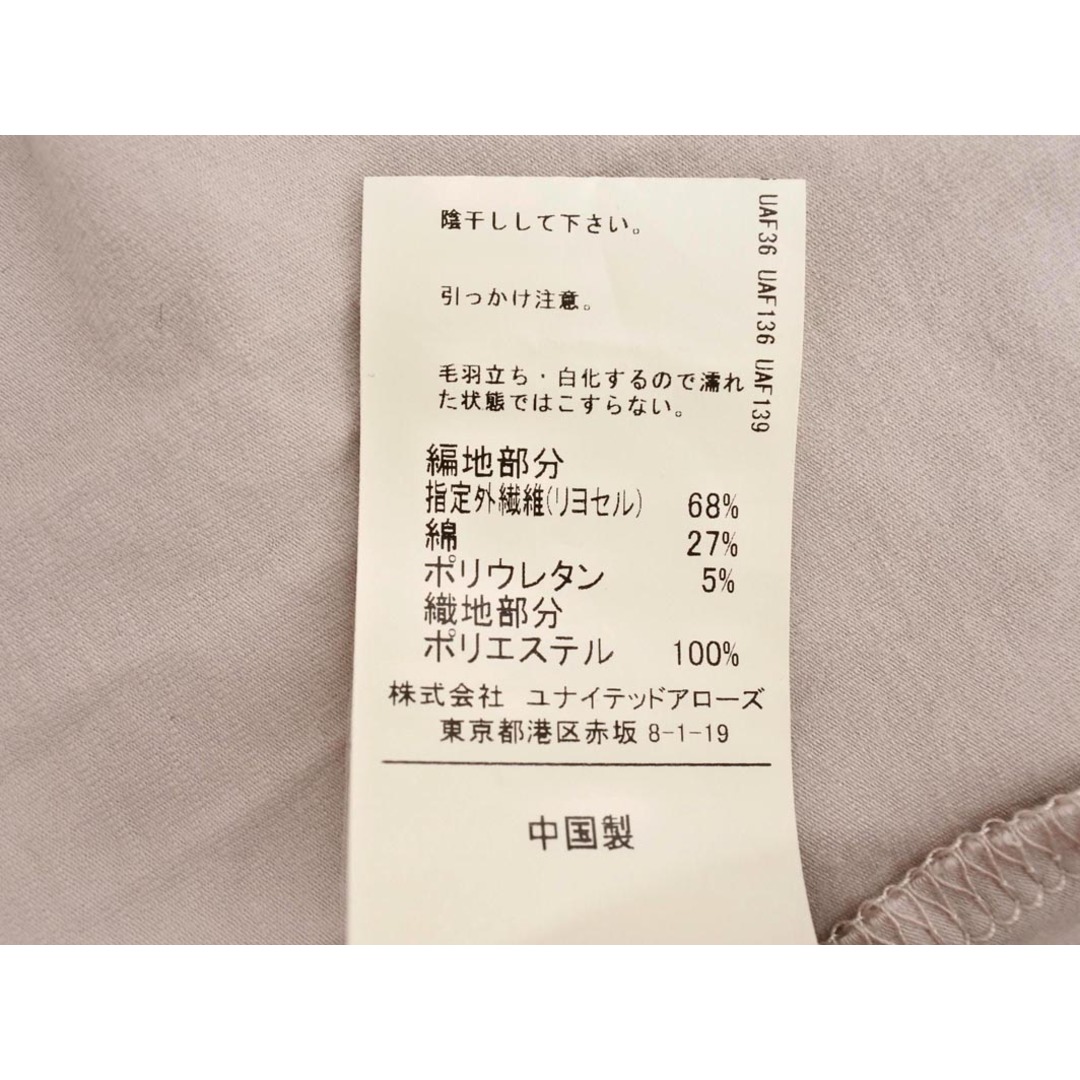 陰干しして下さい。
引っかけ注意。
毛羽立ち・白化するので濡れ
た状態ではこすらない。
編地部分
指定外繊維(リヨセル) 68%
綿 27%
ポリウレタン 5%
織地部分
ポリエステル 100%
株式会社 ユナイテッドアローズ
東京都港区赤坂 8-1-19
中国製
UAF36 UAF136 UAF139